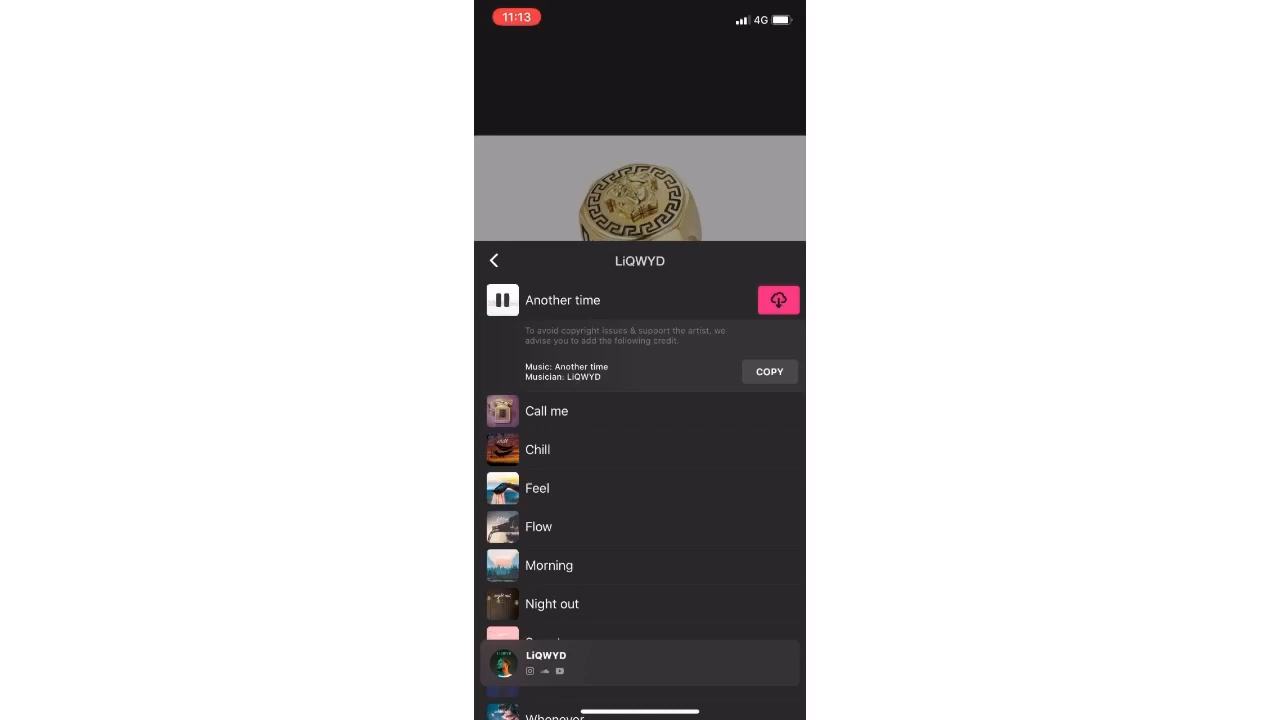 11:13
4G
LiQWYD
Another time
To avoid copyright issues & support the artist, we
advise you to add the following credit.
Music: Another time
Musician: LiQWYD
COPY
Call me
Chill
Feel
Flow
Morning
Night out
LiQWYD
Whenever